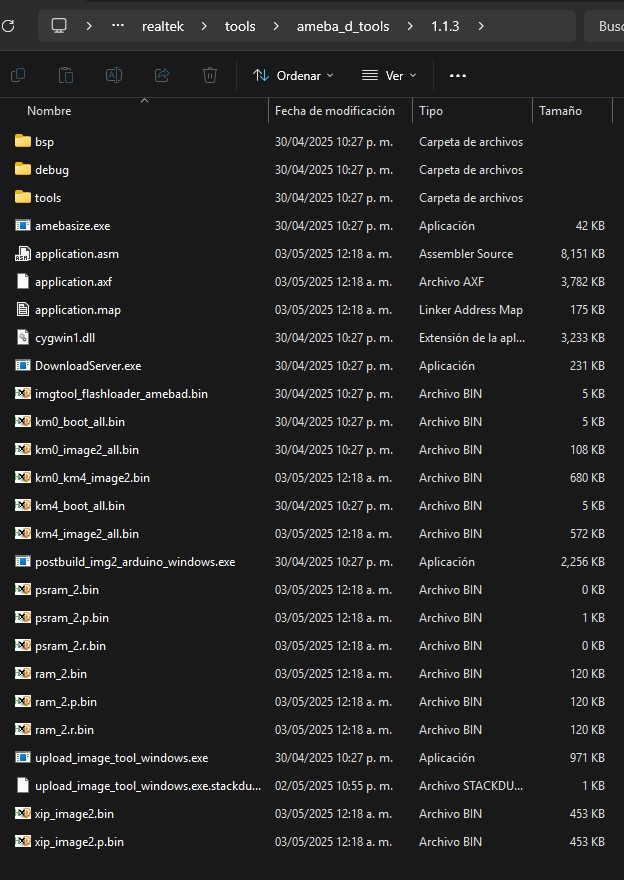 realtek > tools > ameba_d_tools > 1.1.3 > Busc
Ordenar Ver
Nombre Fecha de modificación Tipo Tamaño
bsp 30/04/2025 10:27 p. m. Carpeta de archivos
debug 30/04/2025 10:27 p. m. Carpeta de archivos
tools 30/04/2025 10:27 p. m. Carpeta de archivos
amebasize.exe 30/04/2025 10:27 p. m. Aplicación 42 KB
application.asm 03/05/2025 12:18 a. m. Assembler Source 8,151 KB
application.axf 03/05/2025 12:18 a. m. Archivo AXF 3,782 KB
application.map 03/05/2025 12:18 a. m. Linker Address Map 175 KB
cygwin1.dll 30/04/2025 10:27 p. m. Extensión de la apl... 3,233 KB
DownloadServer.exe 30/04/2025 10:27 p. m. Aplicación 231 KB
imgtool_flashloader_amebad.bin 30/04/2025 10:27 p. m. Archivo BIN 5 KB
km0_boot_all.bin 30/04/2025 10:27 p. m. Archivo BIN 5 KB
km0_image2_all.bin 30/04/2025 10:27 p. m. Archivo BIN 108 KB
km0_km4_image2.bin 03/05/2025 12:18 a. m. Archivo BIN 680 KB
km4_boot_all.bin 30/04/2025 10:27 p. m. Archivo BIN 5 KB
km4_image2_all.bin 03/05/2025 12:18 a. m. Archivo BIN 572 KB
postbuild_img2_arduino_windows.exe 30/04/2025 10:27 p. m. Aplicación 2,256 KB
psram_2.bin 03/05/2025 12:18 a. m. Archivo BIN 0 KB
psram_2.p.bin 03/05/2025 12:18 a. m. Archivo BIN 1 KB
psram_2.r.bin 03/05/2025 12:18 a. m. Archivo BIN 0 KB
ram_2.bin 03/05/2025 12:18 a. m. Archivo BIN 120 KB
ram_2.p.bin 03/05/2025 12:18 a. m. Archivo BIN 120 KB
ram_2.r.bin 03/05/2025 12:18 a. m. Archivo BIN 120 KB
upload_image_tool_windows.exe 30/04/2025 10:27 p. m. Aplicación 971 KB
upload_image_tool_windows.exe.stackdu... 02/05/2025 10:55 p. m. Archivo STACKDU... 1 KB
xip_image2.bin 03/05/2025 12:18 a. m. Archivo BIN 453 KB
xip_image2.p.bin 03/05/2025 12:18 a. m. Archivo BIN 453 KB